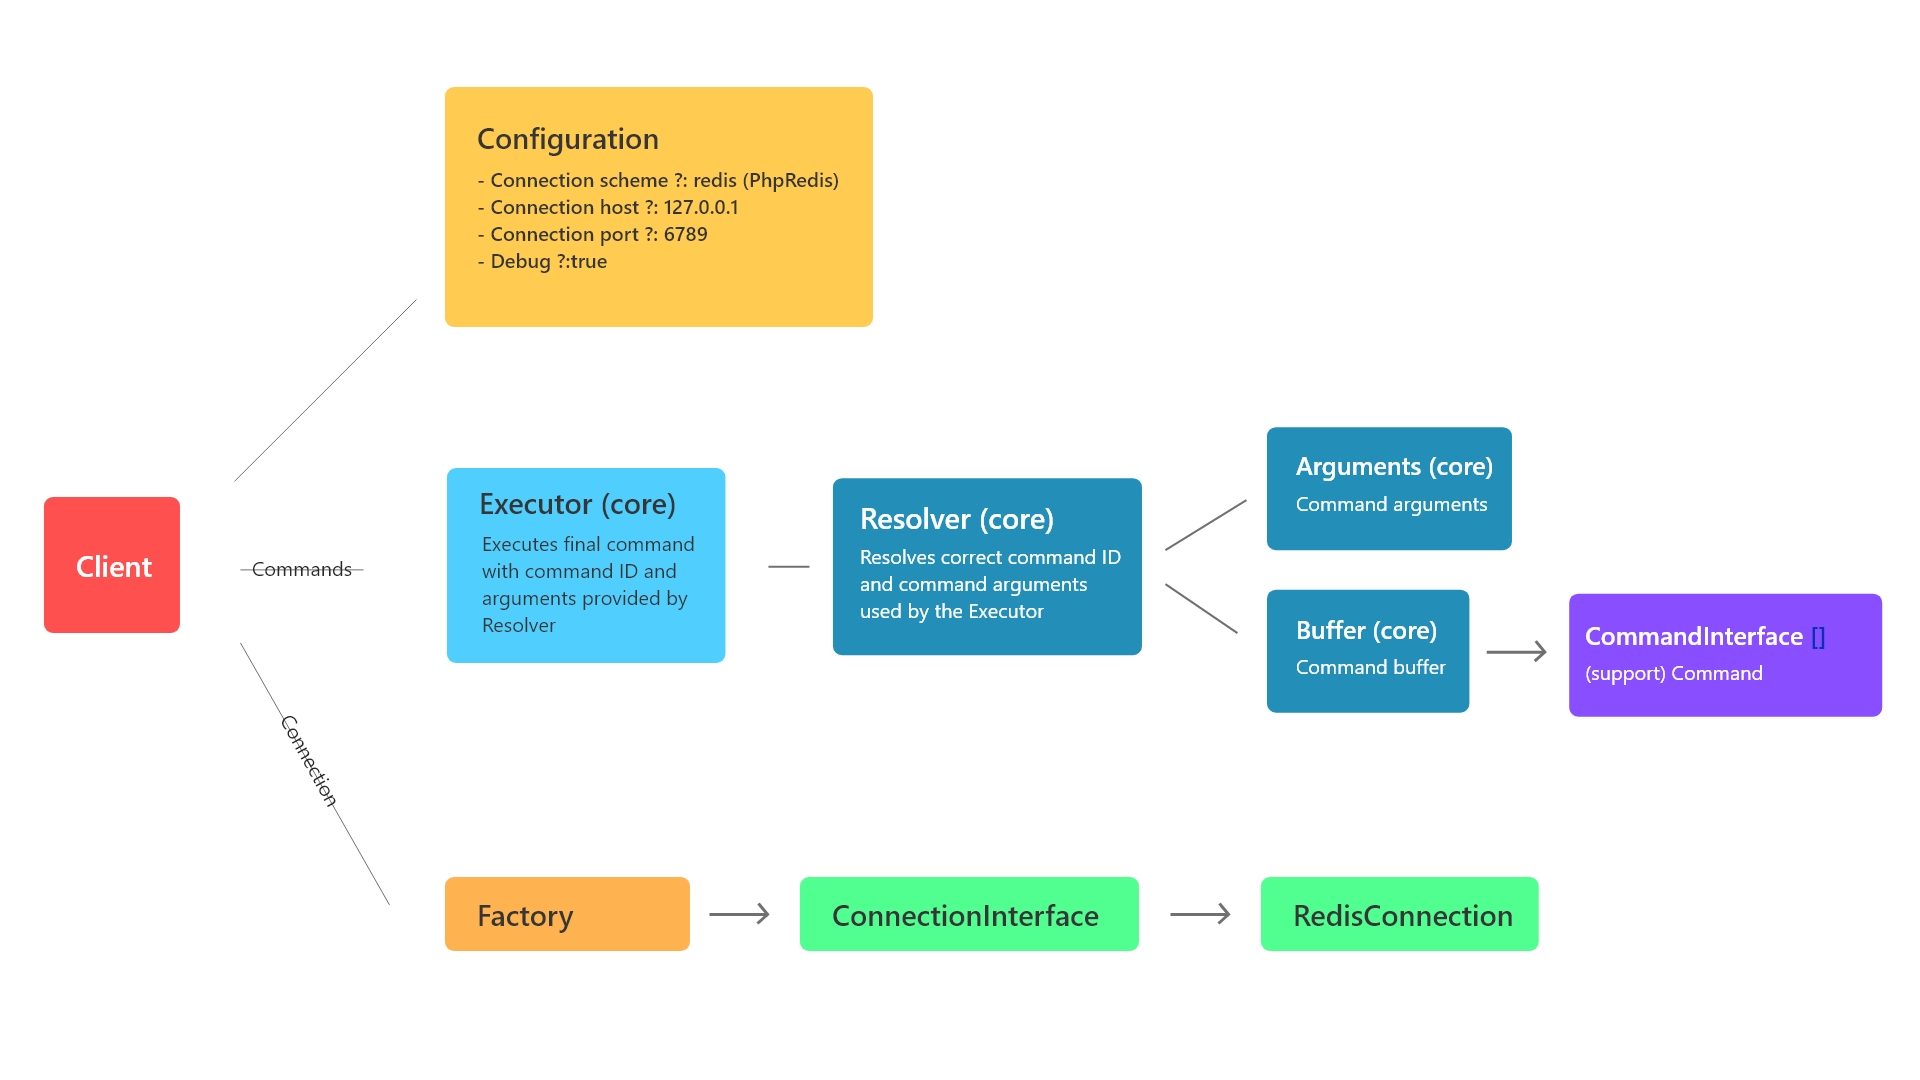 Configuration
- Connection scheme ?: redis (PhpRedis)
- Connection host ?: 127.0.0.1
- Connection port ?: 6789
- Debug ?:true
Client
Commands
Connection
Executor (core)
Executes final command
with command ID and
arguments provided by
Resolver
Resolver (core)
Resolves correct command ID
and command arguments
used by the Executor
Arguments (core)
Command arguments
Buffer (core)
Command buffer
CommandInterface []
(support) Command
Factory
ConnectionInterface
RedisConnection